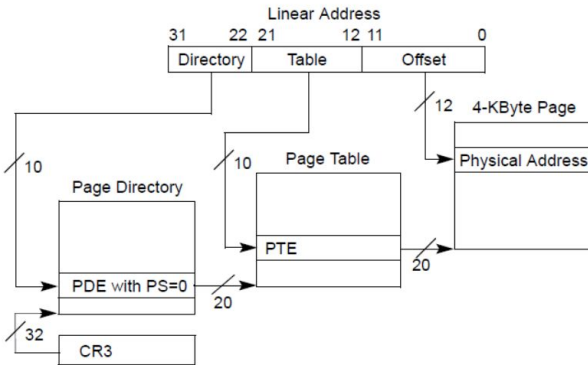 Linear Address
31 22 21 12 11 0
Directory Table Offset
12 4-KByte Page
10 10 Page Table Physical Address
Page Directory
PTE
20
PDE with PS=0
20
32
CR3